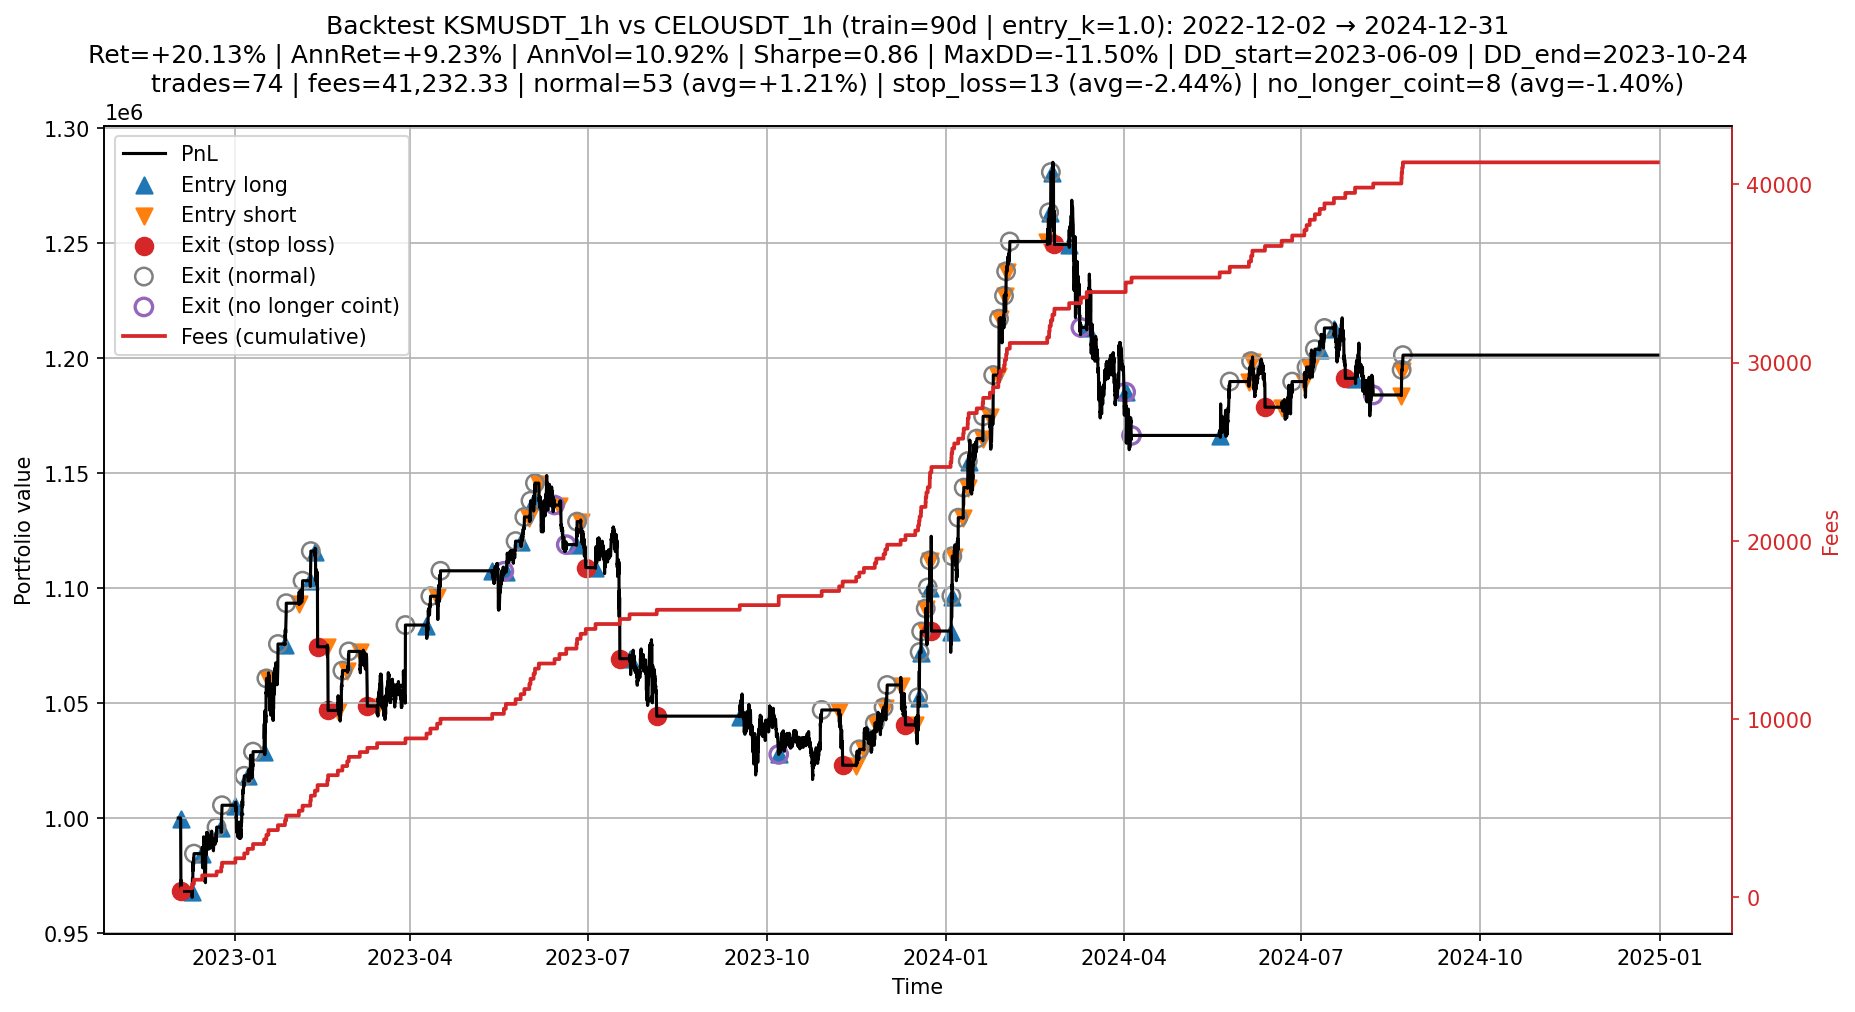 Backtest KSMUSDT_1h vs CELOUSDT_1h (train=90d | entry_k=1.0): 2022-12-02 → 2024-12-31
Ret=+20.13% | AnnRet=+9.23% | AnnVol=10.92% | Sharpe=0.86 | MaxDD=-11.50% | DD_start=2023-06-09 | DD_end=2023-10-24
trades=74 | fees=41,232.33 | normal=53 (avg=+1.21%) | stop_loss=13 (avg=-2.44%) | no_longer_coint=8 (avg=-1.40%)
1e6
1.30
1.25
1.20
1.15
1.10
1.05
1.00
0.95
Portfolio value
PnL
Entry long
Entry short
Exit (stop loss)
Exit (normal)
Exit (no longer coint)
Fees (cumulative)
40000
30000
20000
10000
0
Fees
2023-01
2023-04
2023-07
2023-10
2024-01
2024-04
2024-07
2024-10
2025-01
Time